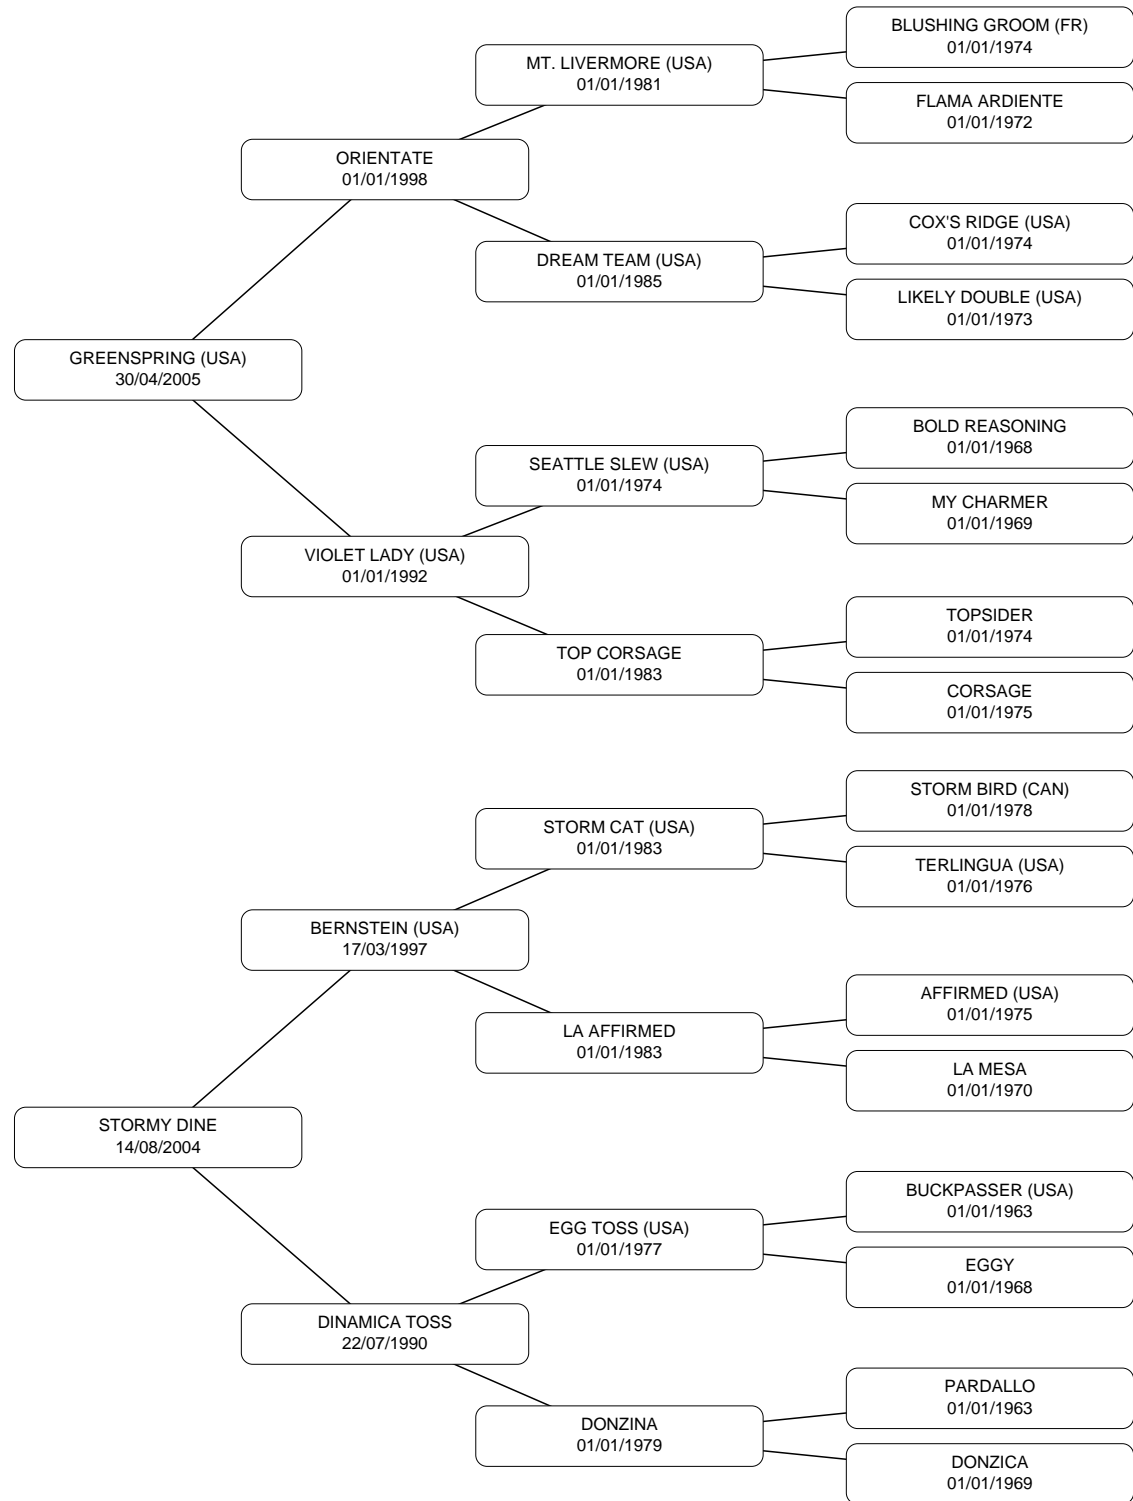 BLUSHING GROOM (FR)
01/01/1974
MT. LIVERMORE (USA)
01/01/1981
FLAMA ARDIENTE
01/01/1972
ORIENTATE
01/01/1998
COX'S RIDGE (USA)
01/01/1974
DREAM TEAM (USA)
01/01/1985
LIKELY DOUBLE (USA)
01/01/1973
GREENSPRING (USA)
30/04/2005
BOLD REASONING
01/01/1968
SEATTLE SLEW (USA)
01/01/1974
MY CHARMER
01/01/1969
VIOLET LADY (USA)
01/01/1992
TOPSIDER
01/01/1974
TOP CORSAGE
01/01/1983
CORSAGE
01/01/1975
STORM BIRD (CAN)
01/01/1978
STORM CAT (USA)
01/01/1983
TERLINGUA (USA)
01/01/1976
BERNSTEIN (USA)
17/03/1997
AFFIRMED (USA)
01/01/1975
LA AFFIRMED
01/01/1983
LA MESA
01/01/1970
STORMY DINE
14/08/2004
BUCKPASSER (USA)
01/01/1963
EGG TOSS (USA)
01/01/1977
EGGY
01/01/1968
DINAMICA TOSS
22/07/1990
PARDALLO
01/01/1963
DONZINA
01/01/1979
DONZICA
01/01/1969